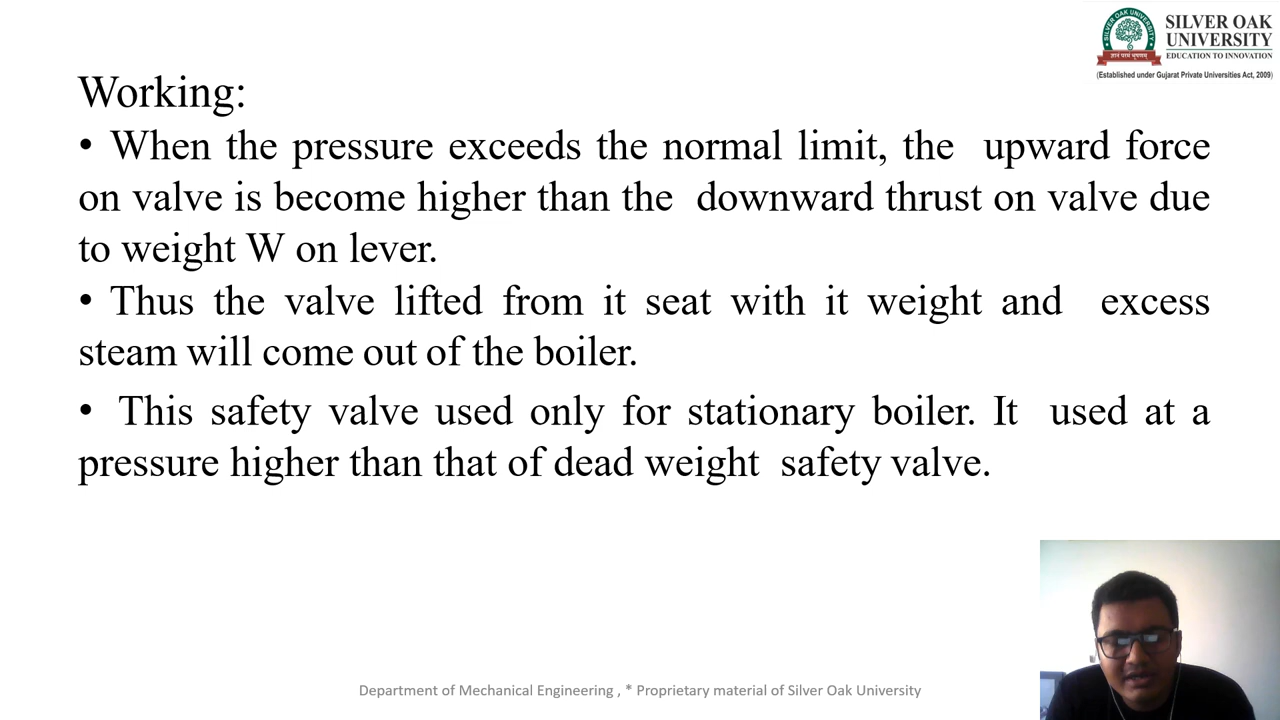 SILVER OAK
UNIVERSITY
EDUCATION TO INNOVATION
(Established under Gujarat Private Universities Act, 2009)
SILVER OAK UNIVERSITY
Working:
• When the pressure exceeds the normal limit, the upward force
on valve is become higher than the downward thrust on valve due
to weight W on lever.
• Thus the valve lifted from it seat with it weight and excess
steam will come out of the boiler.
• This safety valve used only for stationary boiler. It used at a
pressure higher than that of dead weight safety valve.
Department of Mechanical Engineering , * Proprietary material of Silver Oak University